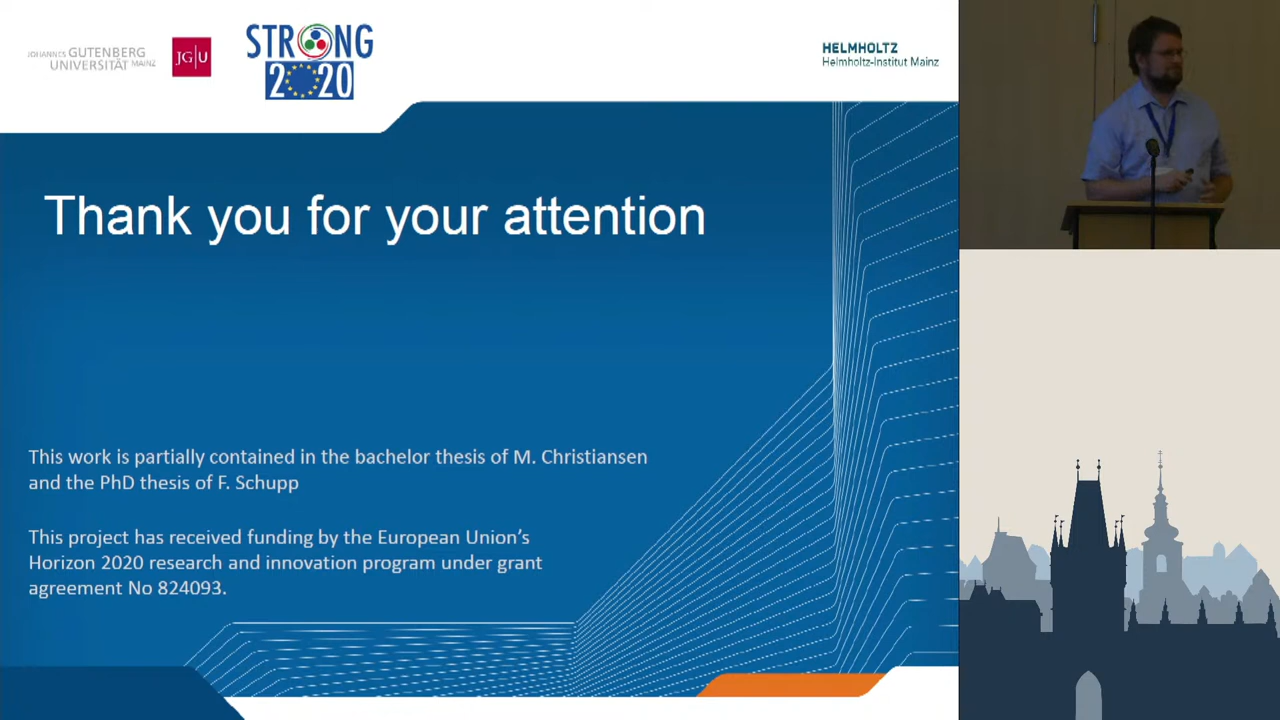 JOHANNES GUTENBERG
UNIVERSITÄT MAINZ
JG|U
STRONG
2020
HELMHOLTZ
Helmholtz-Institut Mainz
Thank you for your attention
This work is partially contained in the bachelor thesis of M. Christiansen
and the PhD thesis of F. Schupp
This project has received funding by the European Union’s
Horizon 2020 research and innovation program under grant
agreement No 824093.